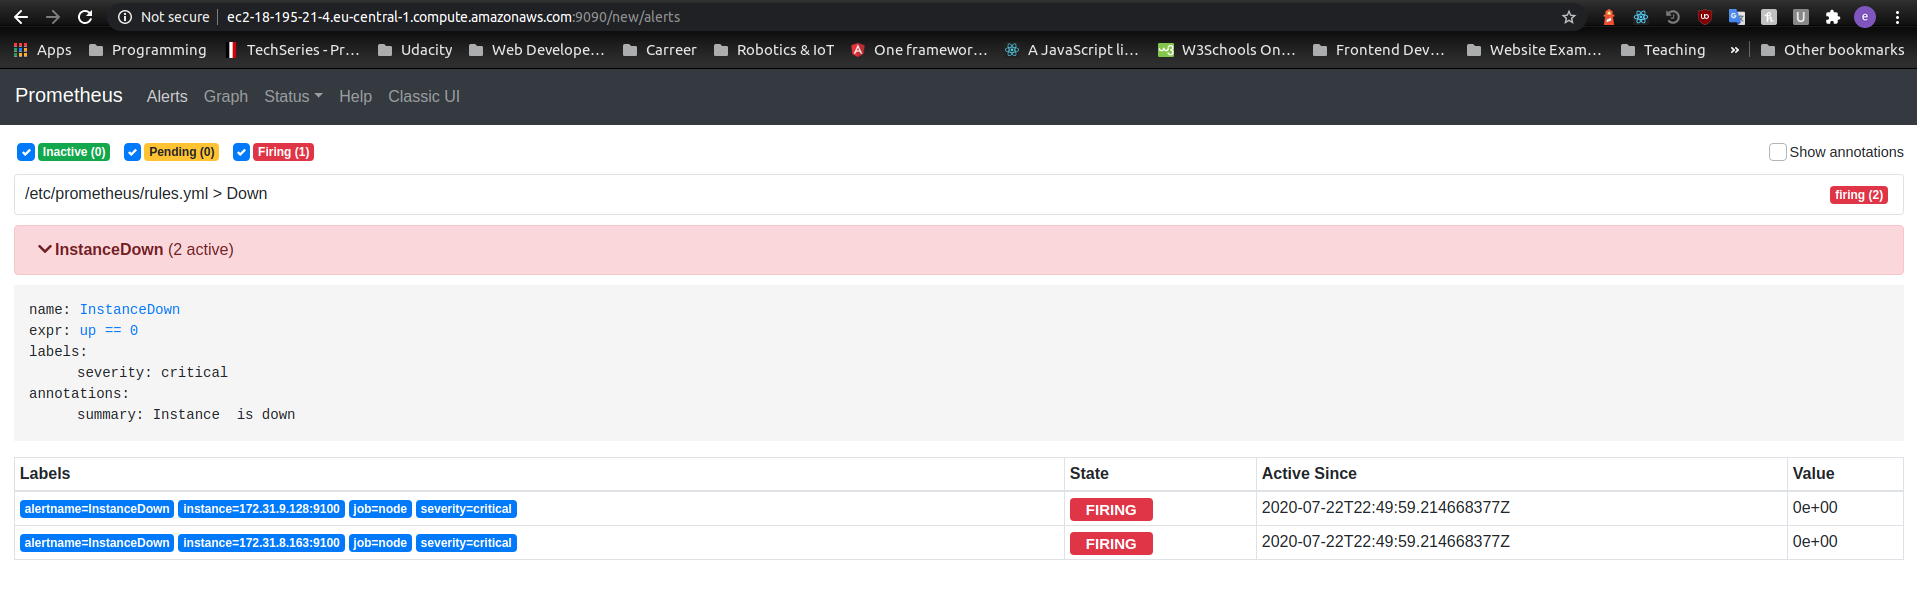 Not secure | ec2-18-195-21-4.eu-central-1.compute.amazonaws.com:9090/new/alerts
Apps Programming TechSeries - Pr… Udacity Web Develope… Carreer Robotics & IoT One framewor… A JavaScript li… W3Schools On… Frontend Dev… Website Exam… Teaching » Other bookmarks
Prometheus Alerts Graph Status Help Classic UI
Inactive (0) Pending (0) Firing (1) Show annotations
/etc/prometheus/rules.yml > Down firing (2)
InstanceDown (2 active)
name: InstanceDown
expr: up == 0
labels:
severity: critical
annotations:
summary: Instance  is down
Labels State Active Since Value
alertname=InstanceDown instance=172.31.9.128:9100 job=node severity=critical FIRING 2020-07-22T22:49:59.214668377Z 0e+00
alertname=InstanceDown instance=172.31.8.163:9100 job=node severity=critical FIRING 2020-07-22T22:49:59.214668377Z 0e+00